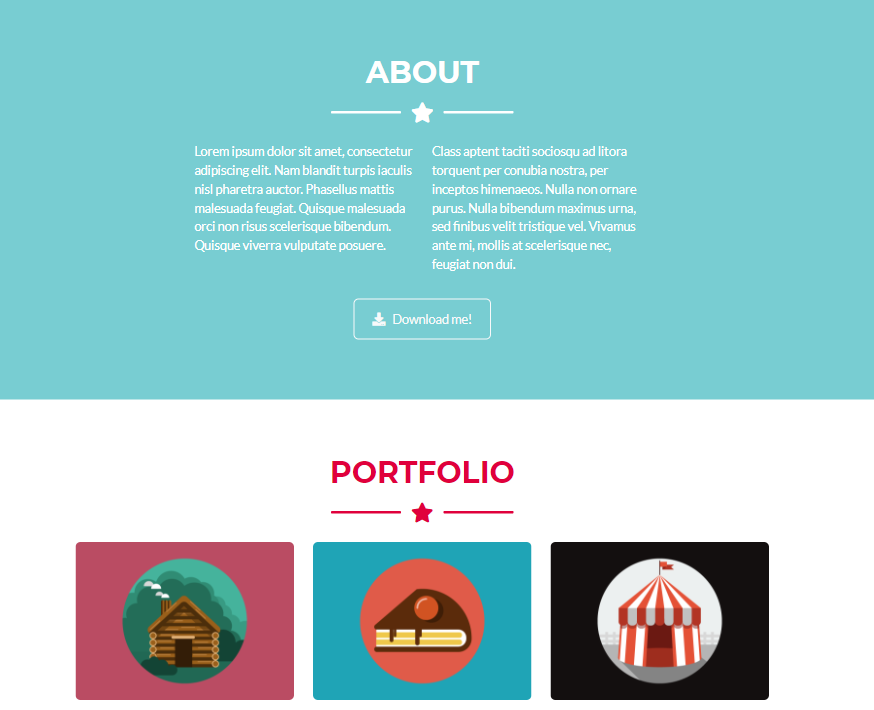 ABOUT
Lorem ipsum dolor sit amet, consectetur
adipiscing elit. Nam blandit turpis iaculis
nisl pharetra auctor. Phasellus mattis
malesuada feugiat. Quisque malesuada
orci non risus scelerisque bibendum.
Quisque viverra vulputate posuere.
Class aptent taciti sociosqu ad litora
torquent per conubia nostra, per
inceptos himenaeos. Nulla non ornare
purus. Nulla bibendum maximus urna,
sed finibus velit tristique vel. Vivamus
ante mi, mollis at scelerisque nec,
feugiat non dui.
Download me!
PORTFOLIO